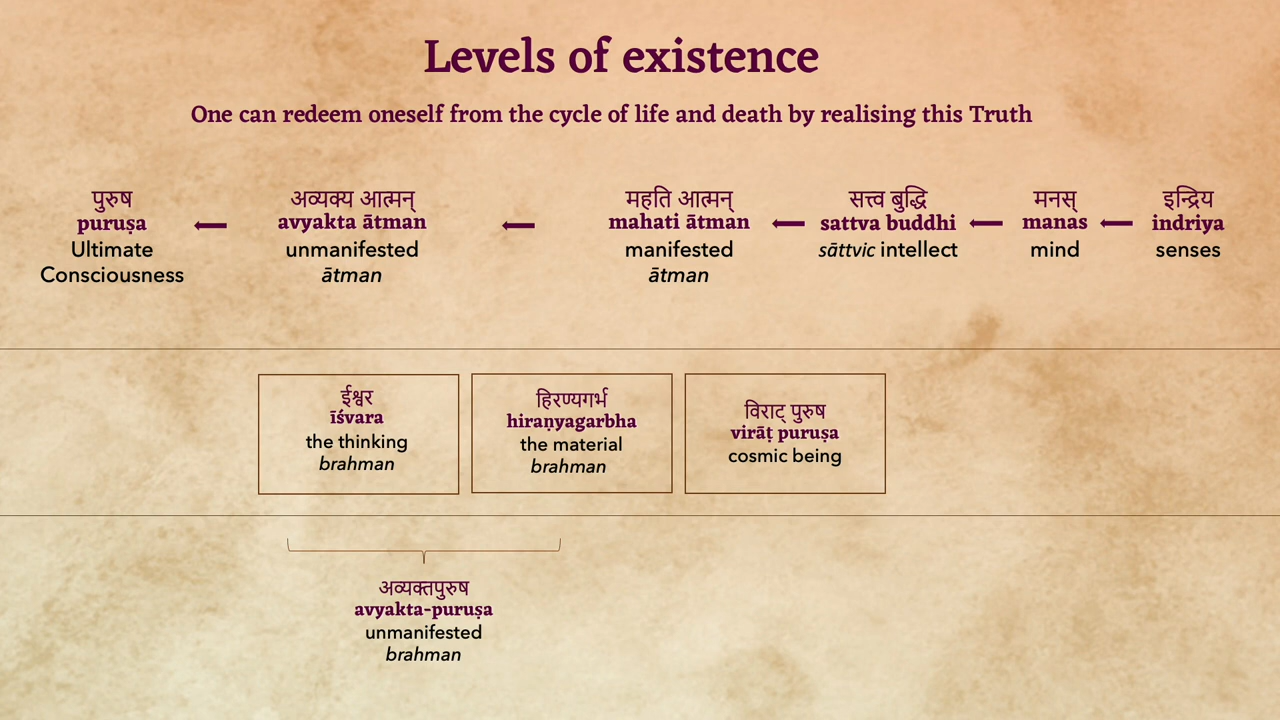 Levels of existence
One can redeem oneself from the cycle of life and death by realising this Truth
पुरुष
puruṣa
Ultimate
Consciousness
अव्यक्य आत्मन्
avyakta ātman
unmanifested
ātman
महति आत्मन्
mahati ātman
manifested
ātman
सत्त्व बुद्धि
sattva buddhi
sāttvic intellect
मनस्
manas
mind
इन्द्रिय
indriya
senses
ईश्वर
īśvara
the thinking
brahman
हिरण्यगर्भ
hiraṇyagarbha
the material
brahman
विराट् पुरुष
virāṭ puruṣa
cosmic being
अव्यक्तपुरुष
avyakta-puruṣa
unmanifested
brahman